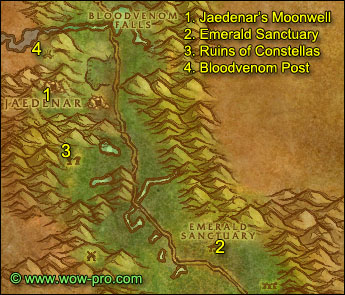 BLOODVENOM
FALLS
1. Jaedenar's Moonwell
2. Emerald Sanctuary
3. Ruins of Constellas
4. Bloodvenom Post
4
1
JAEDENAR
3
EMERALD
SANCTUARY
2
© www.wow-pro.com